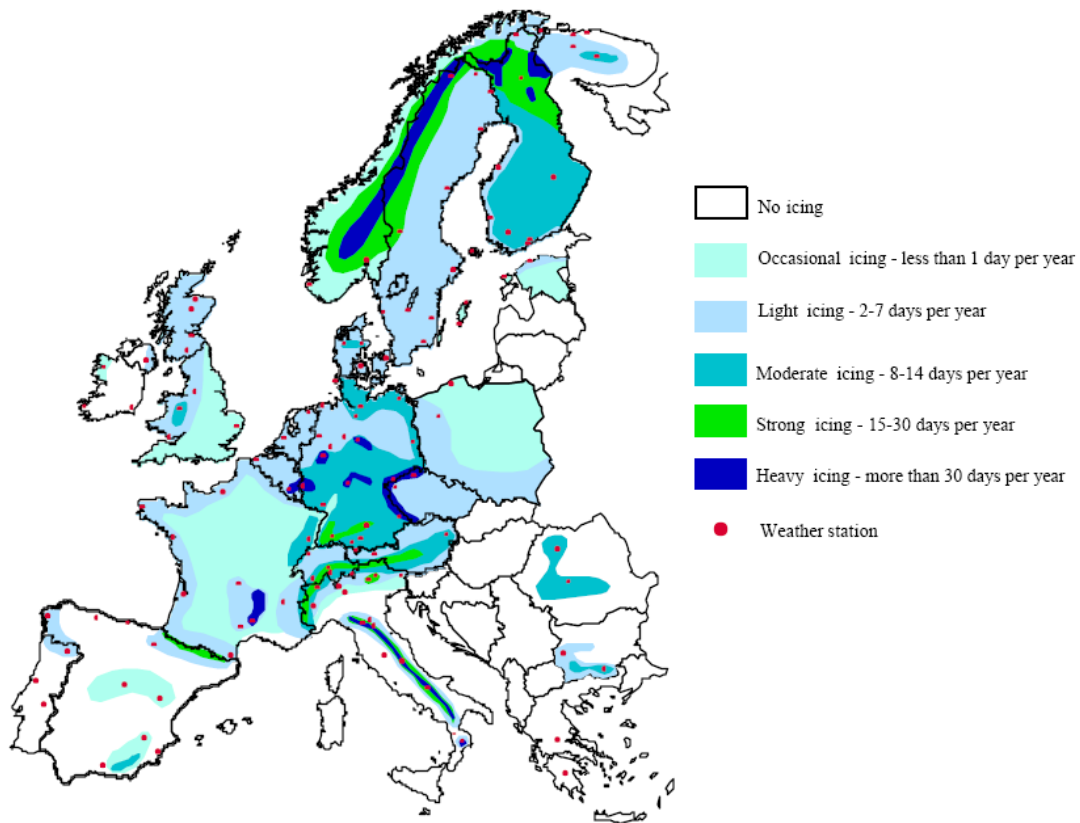 No icing
Occasional icing - less than 1 day per year
Light icing - 2-7 days per year
Moderate icing - 8-14 days per year
Strong icing - 15-30 days per year
Heavy icing - more than 30 days per year
Weather station